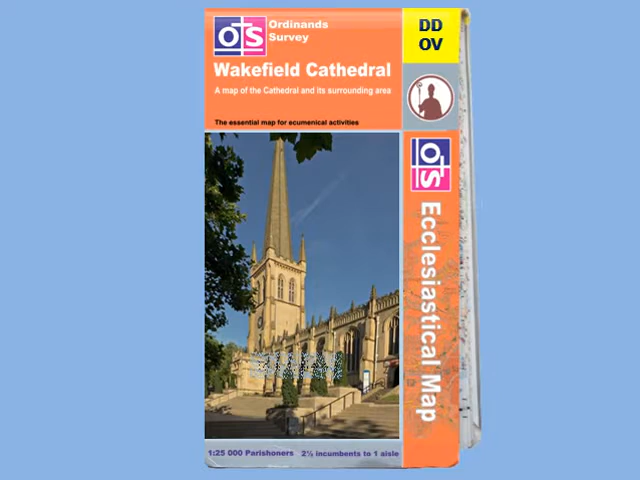 OS
Ordinands
Survey
Wakefield Cathedral
A map of the Cathedral and its surrounding area
The essential map for ecumenical activities
1:25 000 Parishoners 2½ incumbents to 1 aisle
DD
OV
OS
Ecclesiastical Map